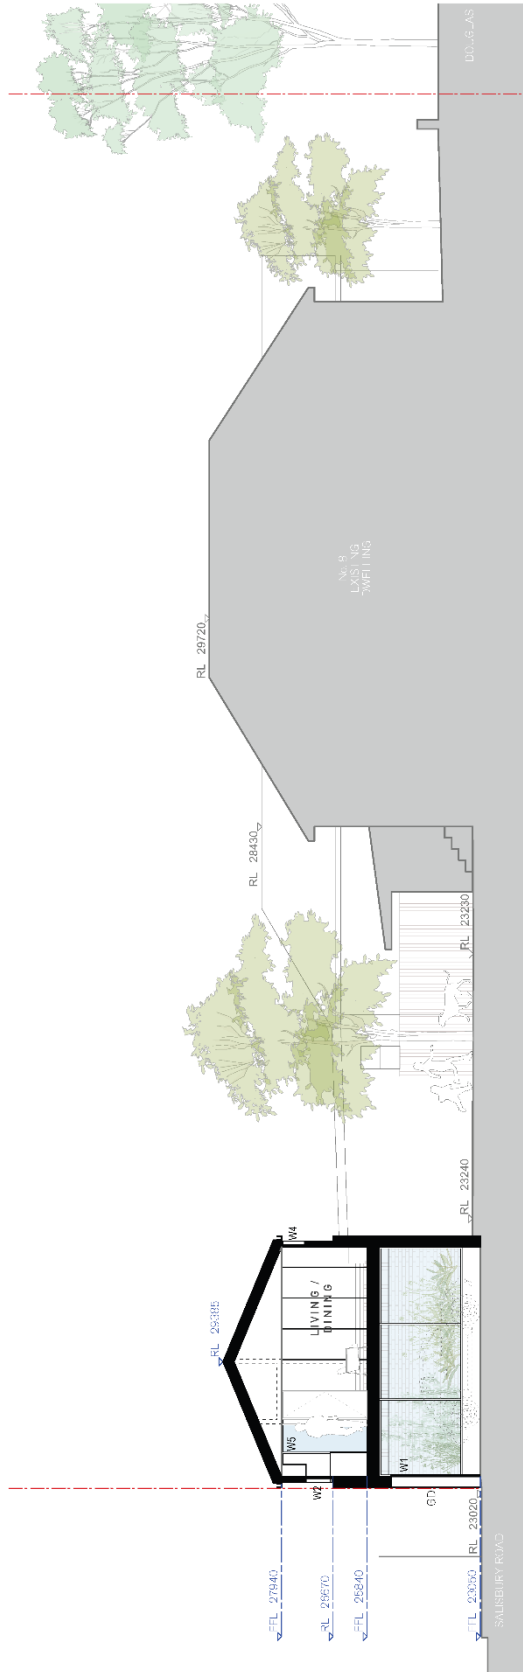 DOUGLAS
No. 8
EXISTING
DWELLING
RL 29720
RL 28430
RL 23230
RL 23240
W4
LIVING /
DINING
RL 29385
W5
W1
W2
GD
RL 23020
FFL 27940
RL 26670
FFL 25840
FFL 23050
SALISBURY ROAD